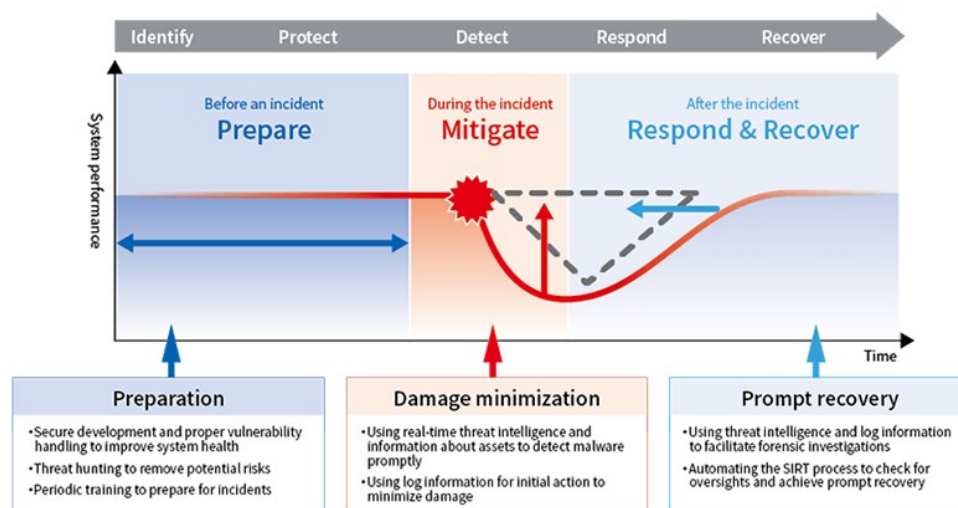 Identify Protect Detect Respond Recover
System performance
Before an incident
Prepare
During the incident
Mitigate
After the incident
Respond & Recover
Time
Preparation
•Secure development and proper vulnerability
handling to improve system health
•Threat hunting to remove potential risks
•Periodic training to prepare for incidents
Damage minimization
•Using real-time threat intelligence and
information about assets to detect malware
promptly
•Using log information for initial action to
minimize damage
Prompt recovery
•Using threat intelligence and log information
to facilitate forensic investigations
•Automating the SIRT process to check for
oversights and achieve prompt recovery